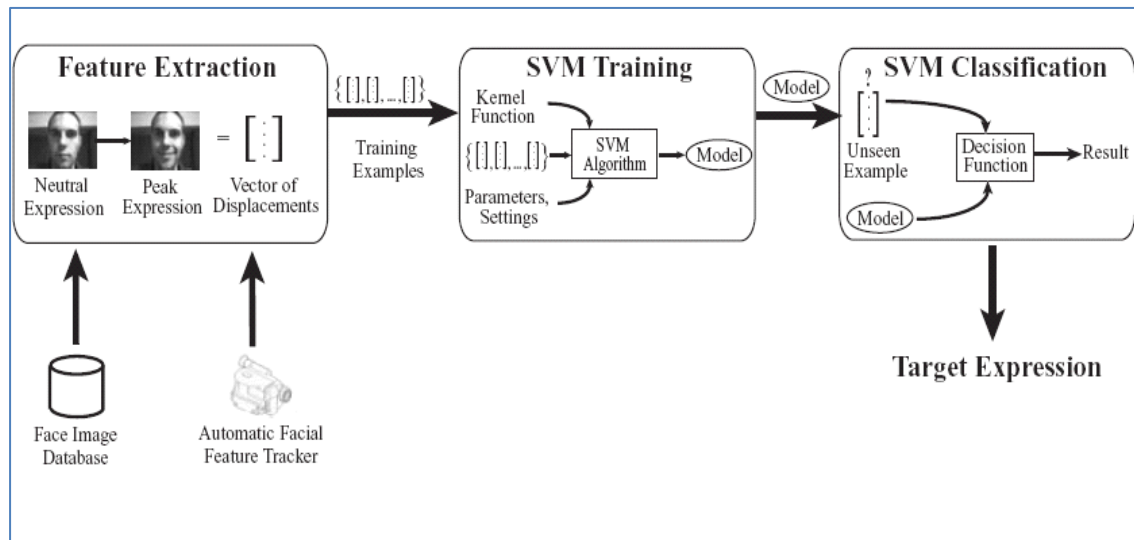 Feature Extraction
=
[⋮]
Neutral
Expression
Peak
Expression
Vector of
Displacements
Face Image
Database
Automatic Facial
Feature Tracker
{[⋮],[⋮], ...,[⋮]}
Training
Examples
SVM Training
Kernel
Function
{[⋮],[⋮], ...,[⋮]}
Parameters,
Settings
SVM
Algorithm
Model
Model
SVM Classification
?
[⋮]
Unseen
Example
Model
Decision
Function
Result
Target Expression